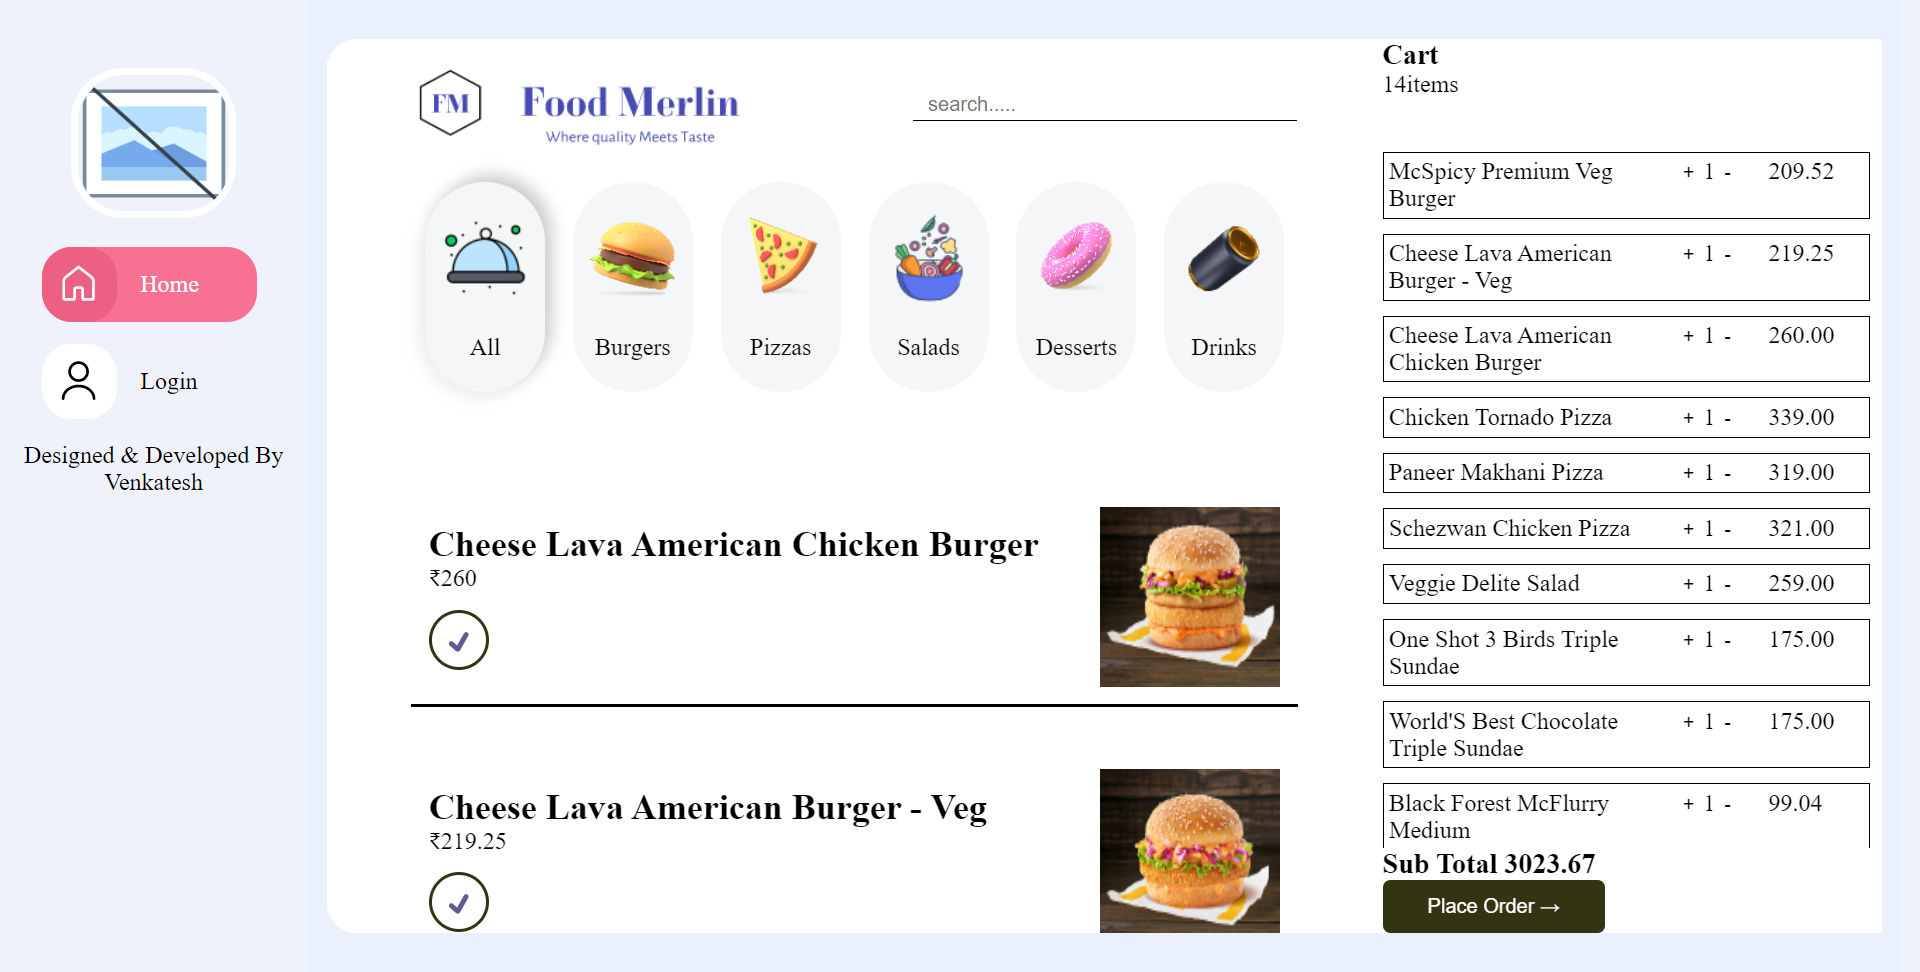 Home
Login
Designed & Developed By
Venkatesh
FM
Food Merlin
Where quality Meets Taste
search.....
All
Burgers
Pizzas
Salads
Desserts
Drinks
Cheese Lava American Chicken Burger
₹260
Cheese Lava American Burger - Veg
₹219.25
Cart
14items
McSpicy Premium Veg + 1 - 209.52
Burger
Cheese Lava American + 1 - 219.25
Burger - Veg
Cheese Lava American + 1 - 260.00
Chicken Burger
Chicken Tornado Pizza + 1 - 339.00
Paneer Makhani Pizza + 1 - 319.00
Schezwan Chicken Pizza + 1 - 321.00
Veggie Delite Salad + 1 - 259.00
One Shot 3 Birds Triple + 1 - 175.00
Sundae
World'S Best Chocolate + 1 - 175.00
Triple Sundae
Black Forest McFlurry + 1 - 99.04
Medium
Sub Total 3023.67
Place Order →